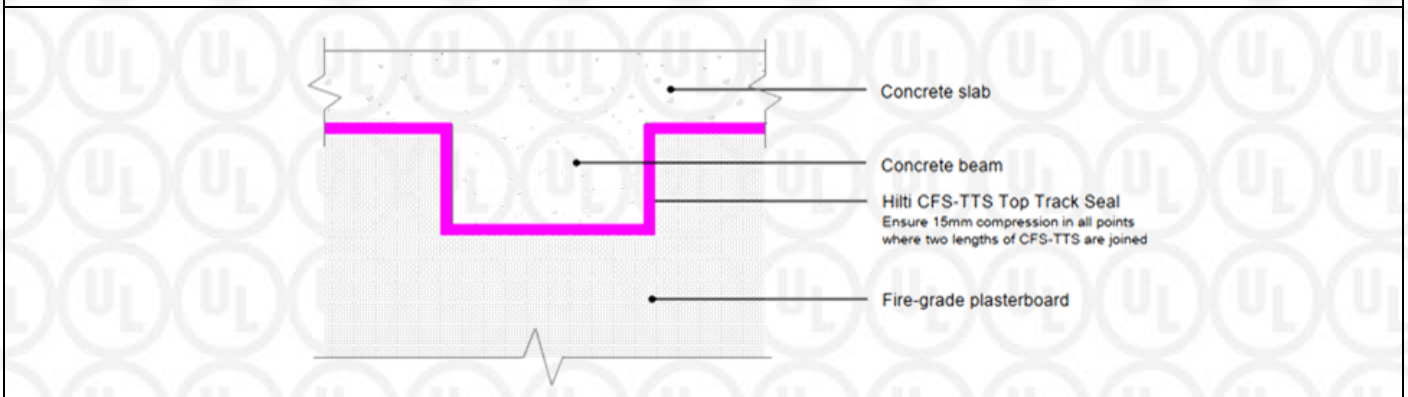 Concrete slab
Concrete beam
Hilti CFS-TTS Top Track Seal
Ensure 15mm compression in all points
where two lengths of CFS-TTS are joined
Fire-grade plasterboard